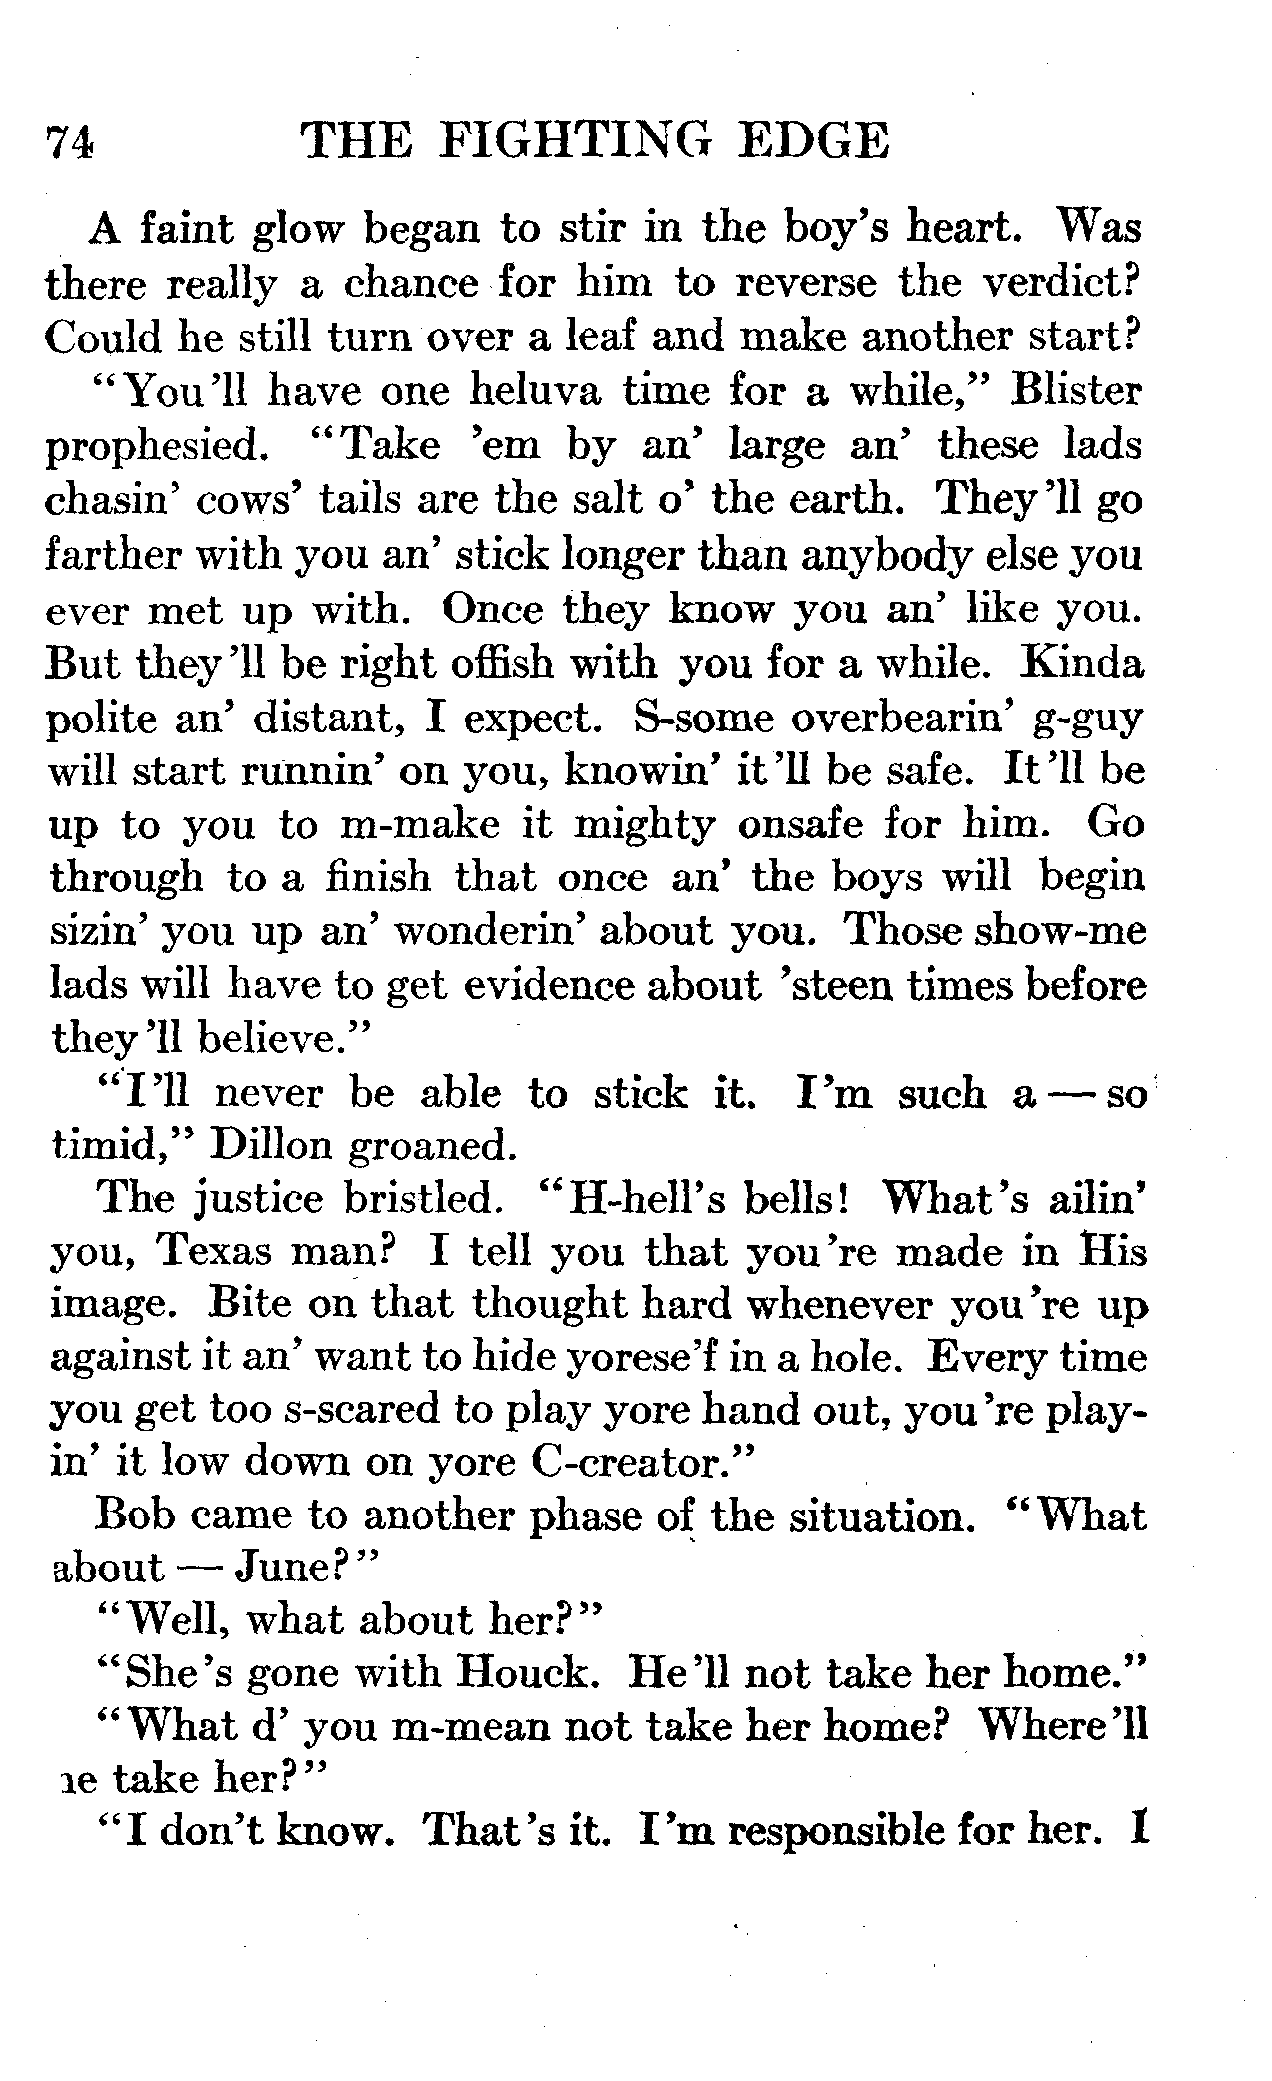 74 THE FIGHTING EDGE
A faint glow began to stir in the boy's heart. Was
there really a chance for him to reverse the verdict?
Could he still turn over a leaf and make another start?
"You'll have one heluva time for a while," Blister
prophesied. "Take 'em by an' large an' these lads
chasin' cows' tails are the salt o' the earth. They'll go
farther with you an' stick longer than anybody else you
ever met up with. Once they know you an' like you.
But they'll be right offish with you for a while. Kinda
polite an' distant, I expect. S-some overbearin' g-guy
will start runnin' on you, knowin' it'll be safe. It'll be
up to you to m-make it mighty onsafe for him. Go
through to a finish that once an' the boys will begin
sizin' you up an' wonderin' about you. Those show-me
lads will have to get evidence about 'steen times before
they'll believe."
"I'll never be able to stick it. I'm such a — so
timid," Dillon groaned.
The justice bristled. "H-hell's bells! What's ailin'
you, Texas man? I tell you that you're made in His
image. Bite on that thought hard whenever you're up
against it an' want to hide yorese'f in a hole. Every time
you get too s-scared to play yore hand out, you're play-
in' it low down on yore C-creator."
Bob came to another phase of the situation. "What
about — June?"
"Well, what about her?"
"She's gone with Houck. He'll not take her home."
"What d' you m-mean not take her home? Where'll
he take her?"
"I don't know. That's it. I'm responsible for her. I